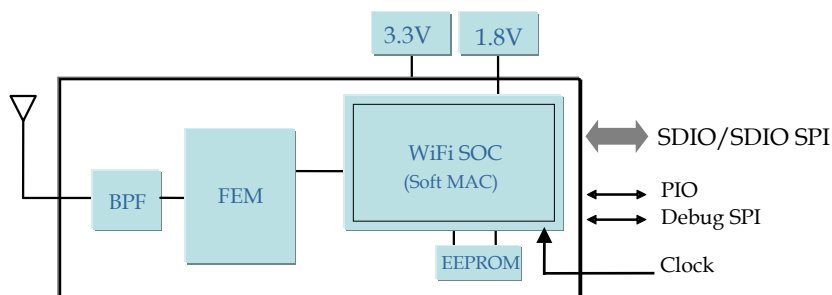 3.3V
1.8V
WiFi SOC
(Soft MAC)
SDIO/SDIO SPI
BPF
FEM
PIO
Debug SPI
EEPROM
Clock